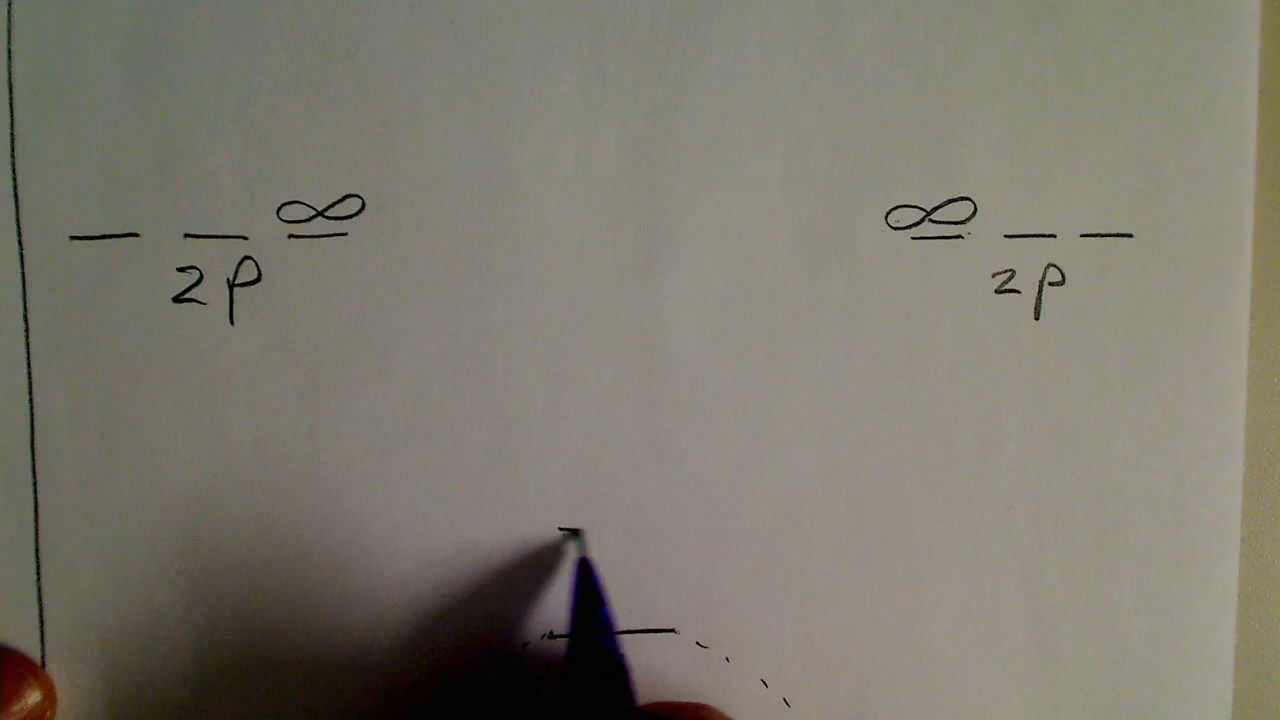 ∞ ∞
2p 2p